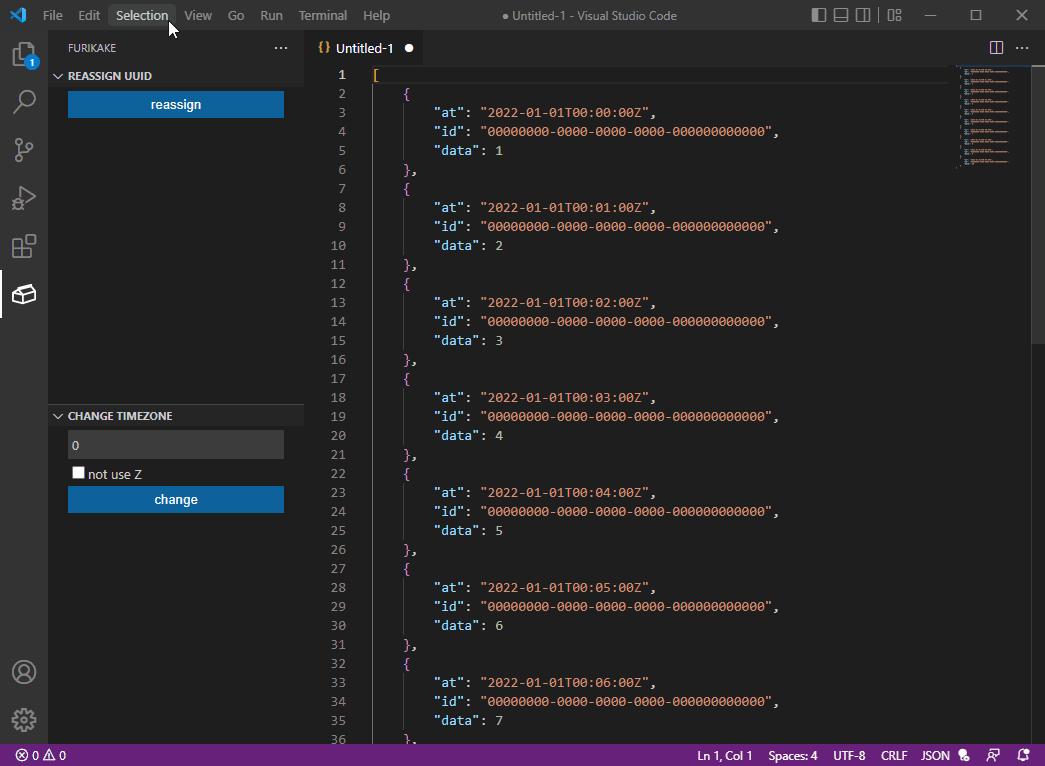 File Edit Selection View Go Run Terminal Help
● Untitled-1 - Visual Studio Code
1
FURIKAKE
REASSIGN UUID
reassign
CHANGE TIMEZONE
0
not use Z
change
{} Untitled-1 ●
1 [
2 {
3 "at": "2022-01-01T00:00:00Z",
4 "id": "00000000-0000-0000-0000-000000000000",
5 "data": 1
6 },
7 {
8 "at": "2022-01-01T00:01:00Z",
9 "id": "00000000-0000-0000-0000-000000000000",
10 "data": 2
11 },
12 {
13 "at": "2022-01-01T00:02:00Z",
14 "id": "00000000-0000-0000-0000-000000000000",
15 "data": 3
16 },
17 {
18 "at": "2022-01-01T00:03:00Z",
19 "id": "00000000-0000-0000-0000-000000000000",
20 "data": 4
21 },
22 {
23 "at": "2022-01-01T00:04:00Z",
24 "id": "00000000-0000-0000-0000-000000000000",
25 "data": 5
26 },
27 {
28 "at": "2022-01-01T00:05:00Z",
29 "id": "00000000-0000-0000-0000-000000000000",
30 "data": 6
31 },
32 {
33 "at": "2022-01-01T00:06:00Z",
34 "id": "00000000-0000-0000-0000-000000000000",
35 "data": 7
36 },
0 0
Ln 1, Col 1 Spaces: 4 UTF-8 CRLF JSON